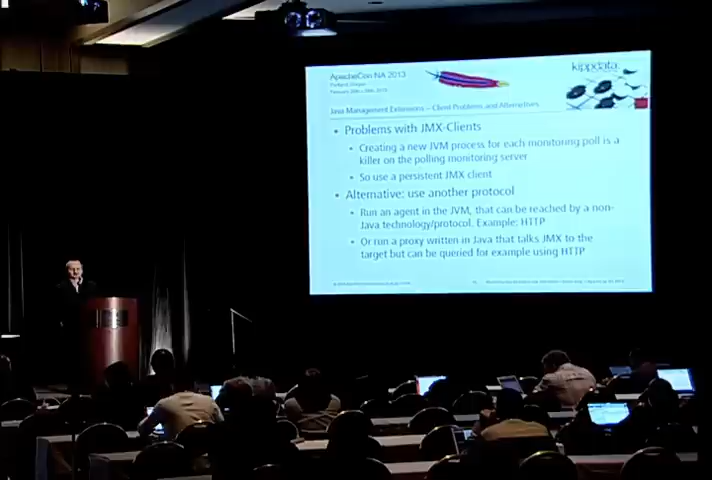 ApacheCon NA 2013
Portland, Oregon
kippdata
Java Management Extensions – Client Problems and Alternatives
• Problems with JMX-Clients
• Creating a new JVM process for each monitoring poll is a
killer on the polling monitoring server
• So use a persistent JMX client
• Alternative: use another protocol
• Run an agent in the JVM, that can be reached by a non-
Java technology/protocol. Example: HTTP
• Or run a proxy written in Java that talks JMX to the
target but can be queried for example using HTTP